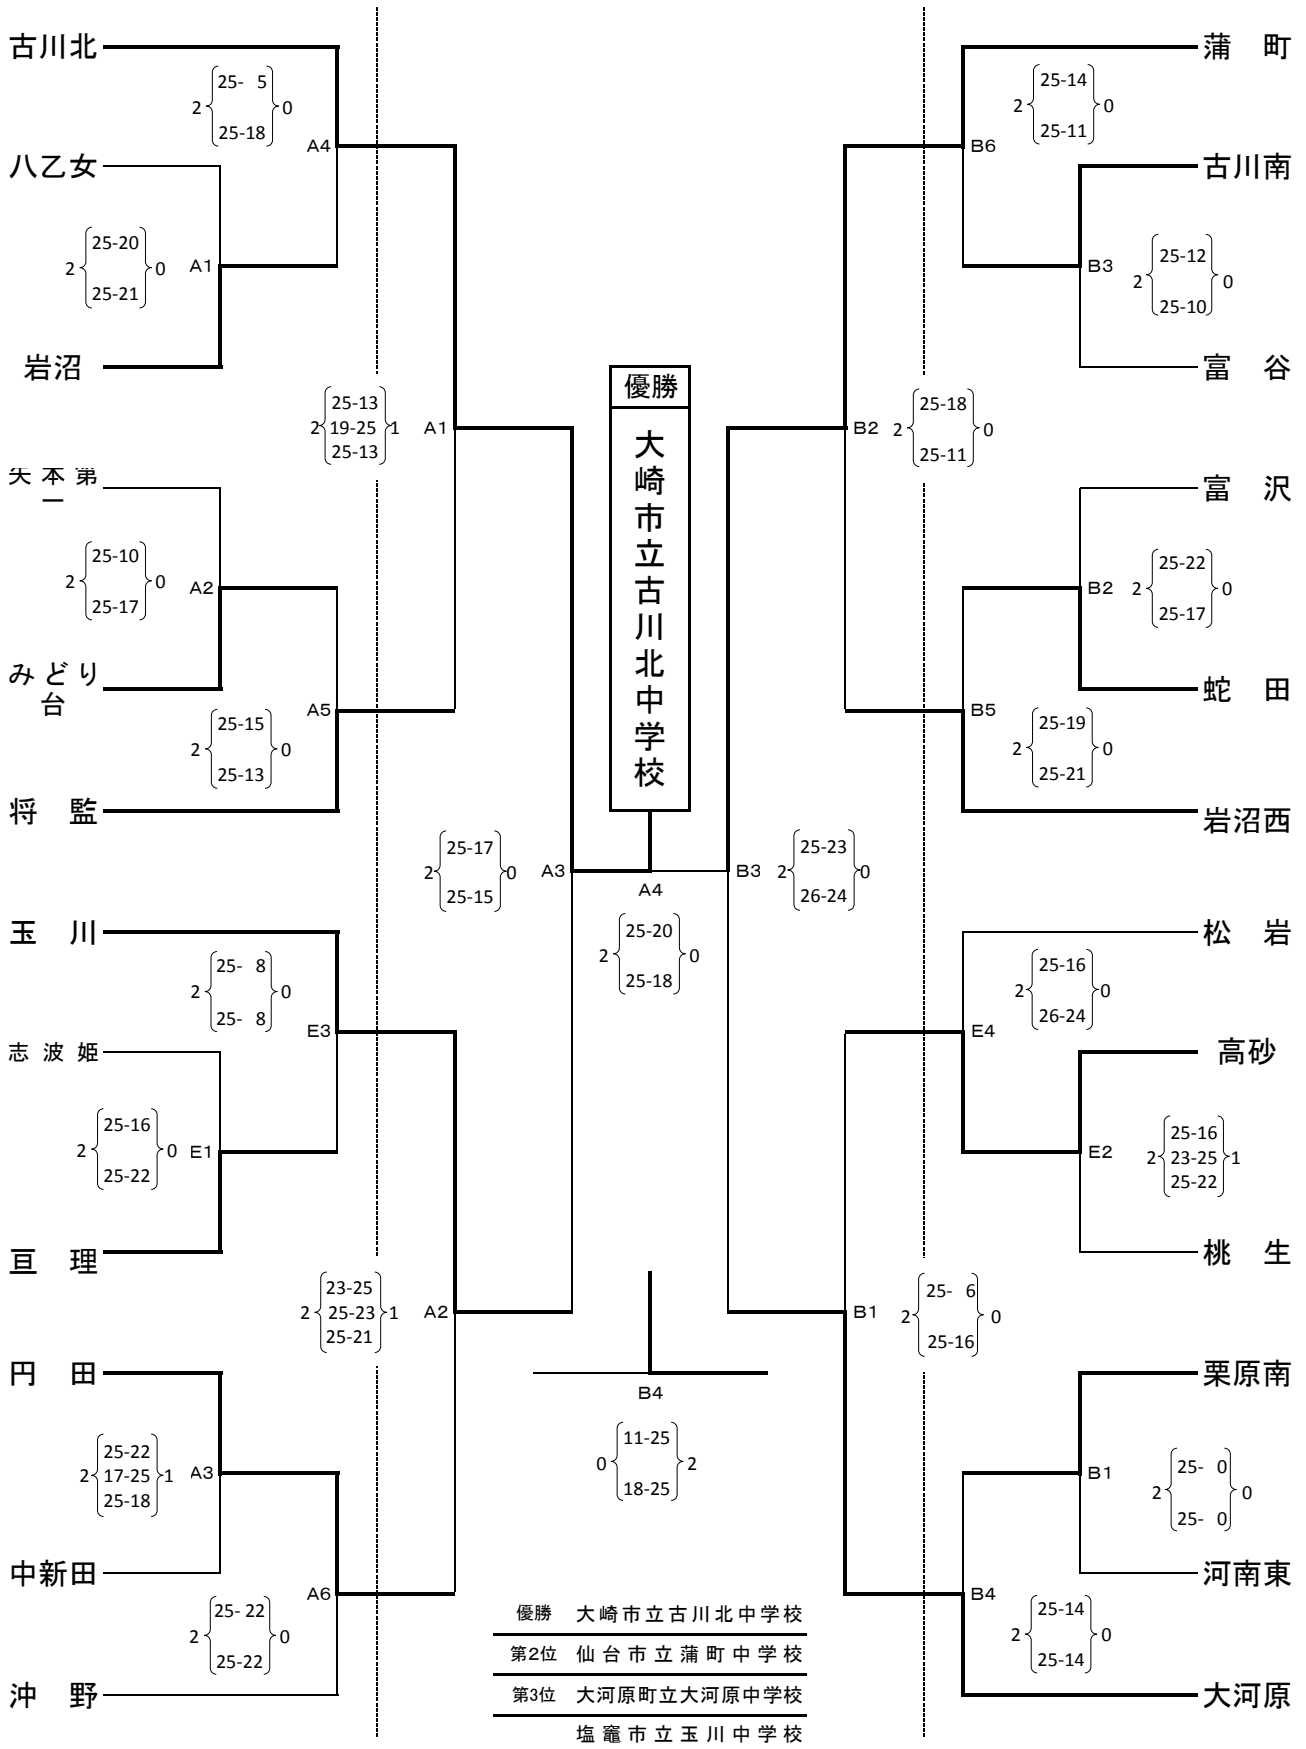 古川北
2 25- 5 0
25-18
A4
八乙女
2 25-20 0
25-21
A1
岩沼
2 25-13 1
19-25
25-13
A1
矢本第一
2 25-10 0
25-17
A2
みどり台
A5
2 25-15 0
25-13
将 監
2 25-17 0
25-15
A3
玉 川
2 25- 8 0
25- 8
E3
志波姫
2 25-16 0
25-22
E1
亘 理
2 23-25 1
25-23
25-21
A2
円 田
2 25-22 1
17-25
25-18
A3
中新田
A6
2 25- 22 0
25-22
沖 野
優勝
大崎市立古川北中学校
A4
2 25-20 0
25-18
B4
0 11-25 2
18-25
蒲 町
2 25-14 0
25-11
B6
古川南
B3
2 25-12 0
25-10
富 谷
B2
2 25-18 0
25-11
富 沢
B2
2 25-22 0
25-17
蛇 田
B5
2 25-19 0
25-21
岩沼西
B3
2 25-23 0
26-24
松 岩
2 25-16 0
26-24
E4
高砂
E2
2 25-16 1
23-25
25-22
桃 生
B1
2 25- 6 0
25-16
栗原南
B1
2 25- 0 0
25- 0
河南東
B4
2 25-14 0
25-14
大河原
優勝 大崎市立古川北中学校
第2位 仙台市立蒲町中学校
第3位 大河原町立大河原中学校
塩竈市立玉川中学校